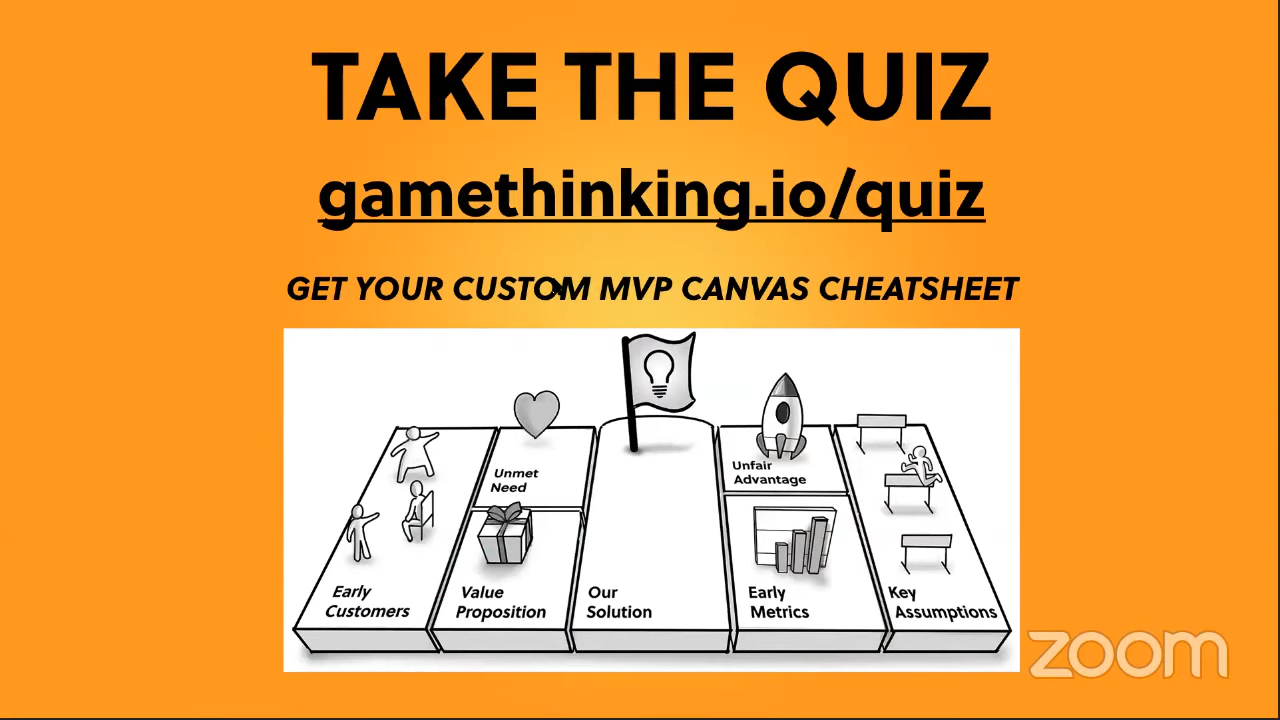 TAKE THE QUIZ
gamethinking.io/quiz
GET YOUR CUSTOM MVP CANVAS CHEATSHEET
Early
Customers
Unmet
Need
Value
Proposition
Our
Solution
Unfair
Advantage
Early
Metrics
Key
Assumptions
zoom